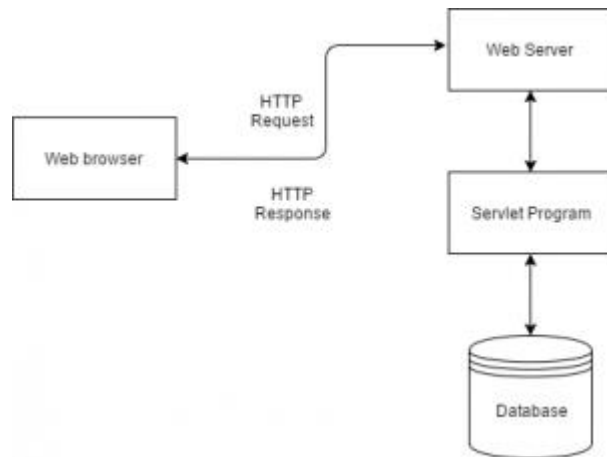 Web Server
HTTP
Request
Web browser
HTTP
Response
Servlet Program
Database